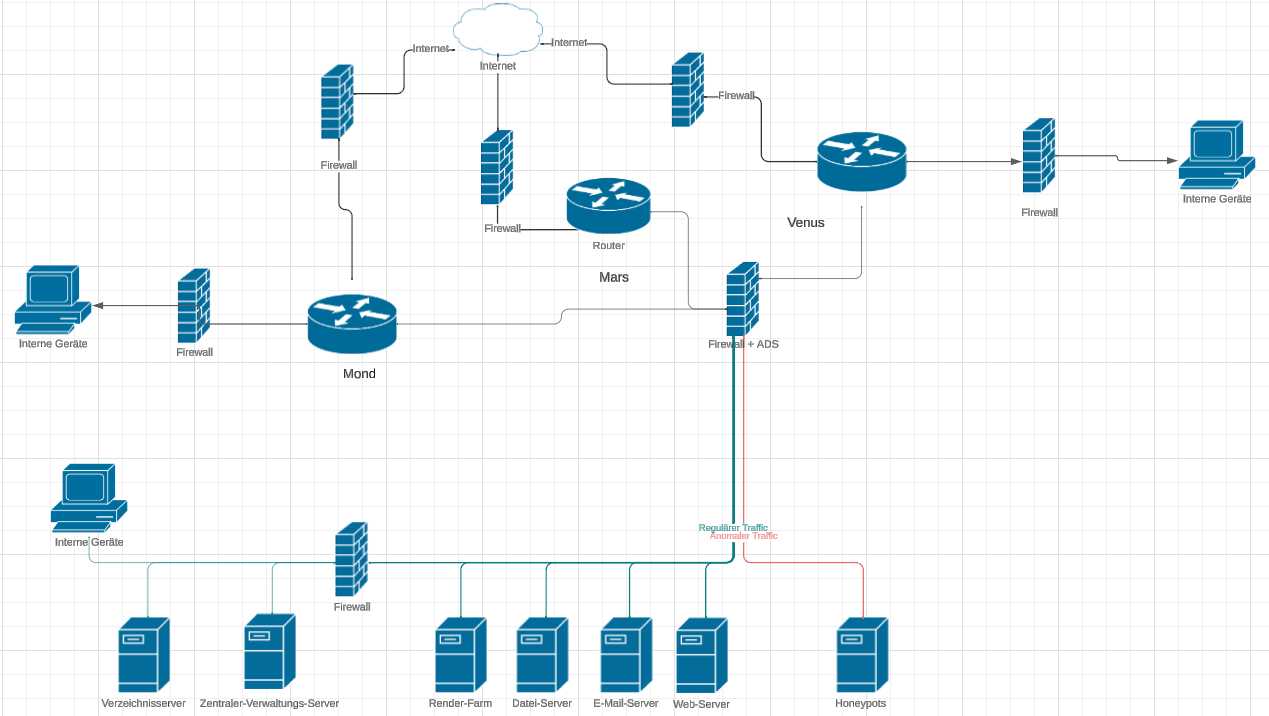 Internet
Internet
Internet
Firewall
Firewall
Interne Geräte
Firewall
Firewall
Venus
Router
Mars
Interne Geräte
Firewall
Firewall + ADS
Mond
Regulärer Traffic
Anomaler Traffic
Interne Geräte
Firewall
Verzeichnisserver
Zentraler-Verwaltungs-Server
Render-Farm
Datei-Server
E-Mail-Server
Web-Server
Honeypots